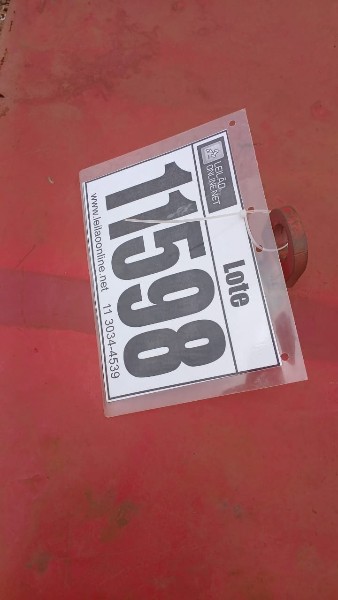 LEILÃO
ONLINE.NET
Lote
11598
www.leilaoonline.net 11 3034-4539